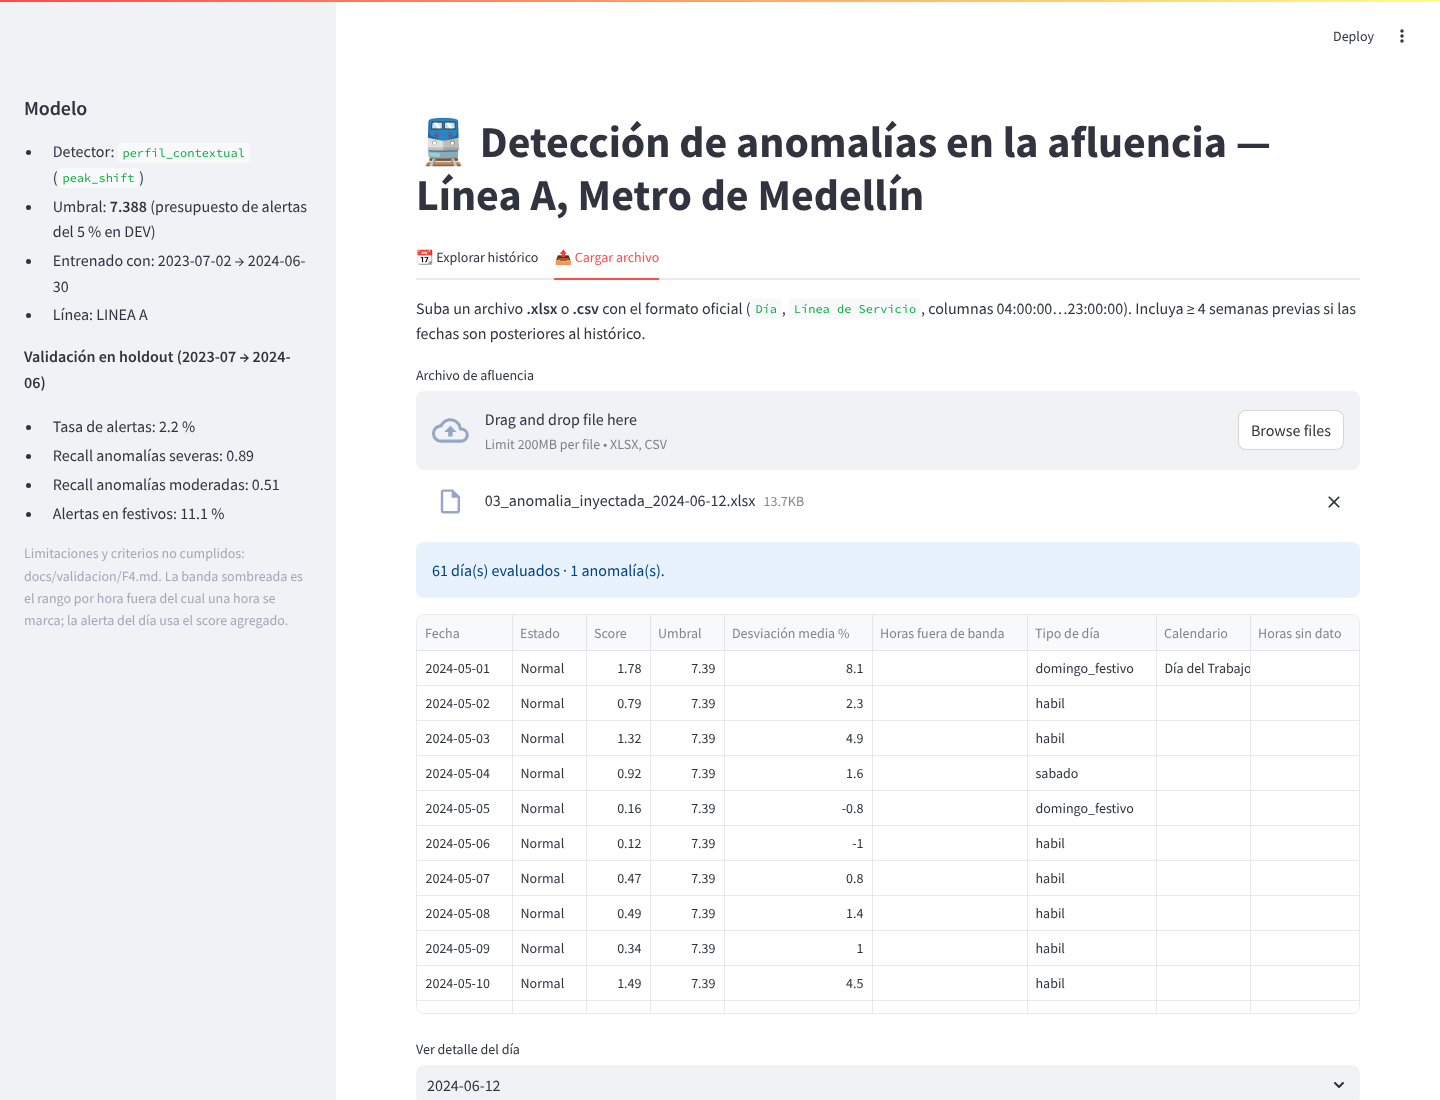 Deploy
Modelo
Detector: perfil_contextual
( peak_shift )
Umbral: 7.388 (presupuesto de alertas
del 5 % en DEV)
Entrenado con: 2023-07-02 → 2024-06-
30
Línea: LINEA A
Validación en holdout (2023-07 → 2024-
06)
Tasa de alertas: 2.2 %
Recall anomalías severas: 0.89
Recall anomalías moderadas: 0.51
Alertas en festivos: 11.1 %
Limitaciones y criterios no cumplidos:
docs/validacion/F4.md. La banda sombreada es
el rango por hora fuera del cual una hora se
marca; la alerta del día usa el score agregado.
Detección de anomalías en la afluencia —
Línea A, Metro de Medellín
Explorar histórico Cargar archivo
Suba un archivo .xlsx o .csv con el formato oficial ( Día , Línea de Servicio , columnas 04:00:00…23:00:00). Incluya ≥ 4 semanas previas si las
fechas son posteriores al histórico.
Archivo de afluencia
Drag and drop file here
Limit 200MB per file • XLSX, CSV
Browse files
03_anomalia_inyectada_2024-06-12.xlsx 13.7KB
61 día(s) evaluados · 1 anomalía(s).
Fecha Estado Score Umbral Desviación media % Horas fuera de banda Tipo de día Calendario Horas sin dato
2024-05-01 Normal 1.78 7.39 8.1 domingo_festivo Día del Trabajo
2024-05-02 Normal 0.79 7.39 2.3 habil
2024-05-03 Normal 1.32 7.39 4.9 habil
2024-05-04 Normal 0.92 7.39 1.6 sabado
2024-05-05 Normal 0.16 7.39 -0.8 domingo_festivo
2024-05-06 Normal 0.12 7.39 -1 habil
2024-05-07 Normal 0.47 7.39 0.8 habil
2024-05-08 Normal 0.49 7.39 1.4 habil
2024-05-09 Normal 0.34 7.39 1 habil
2024-05-10 Normal 1.49 7.39 4.5 habil
Ver detalle del día
2024-06-12